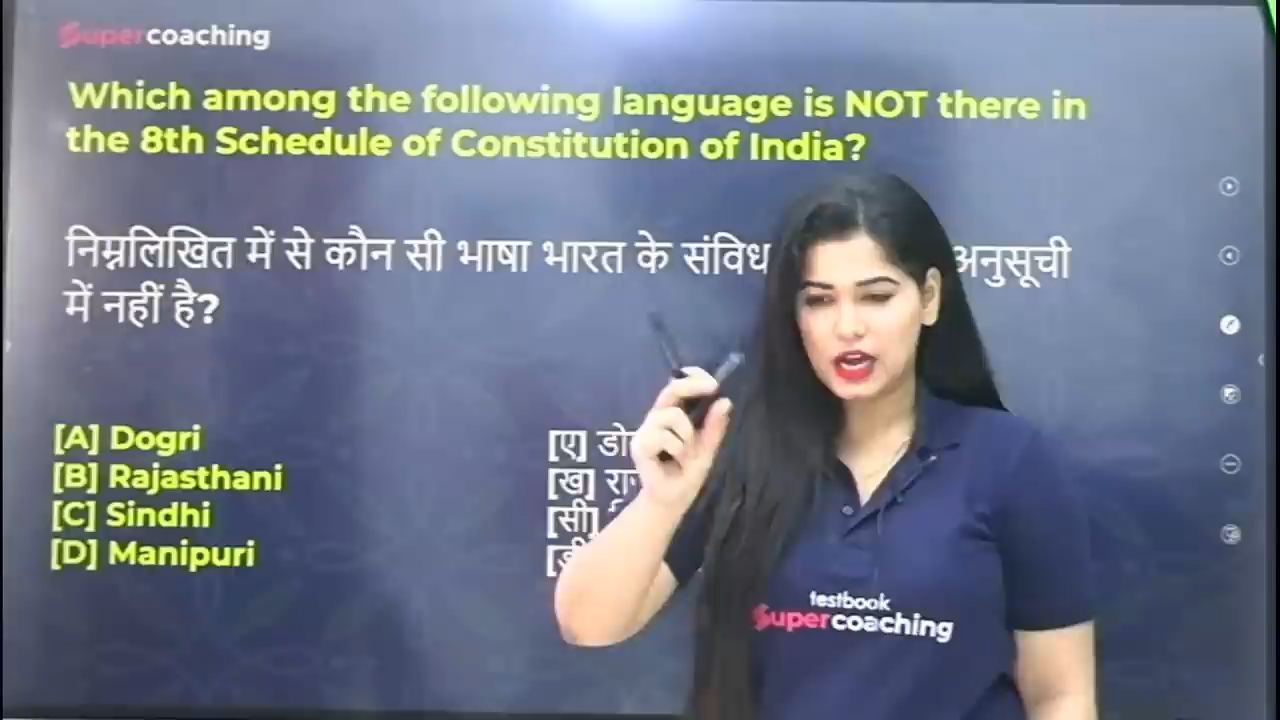 Supercoaching
Which among the following language is NOT there in
the 8th Schedule of Constitution of India?
निम्नलिखित में से कौन सी भाषा भारत के अनुसूची
में नहीं है?
[A] Dogri
[B] Rajasthani
[C] Sindhi
[D] Manipuri
[ए]
[ख]
[सी]
testbook
Supercoaching